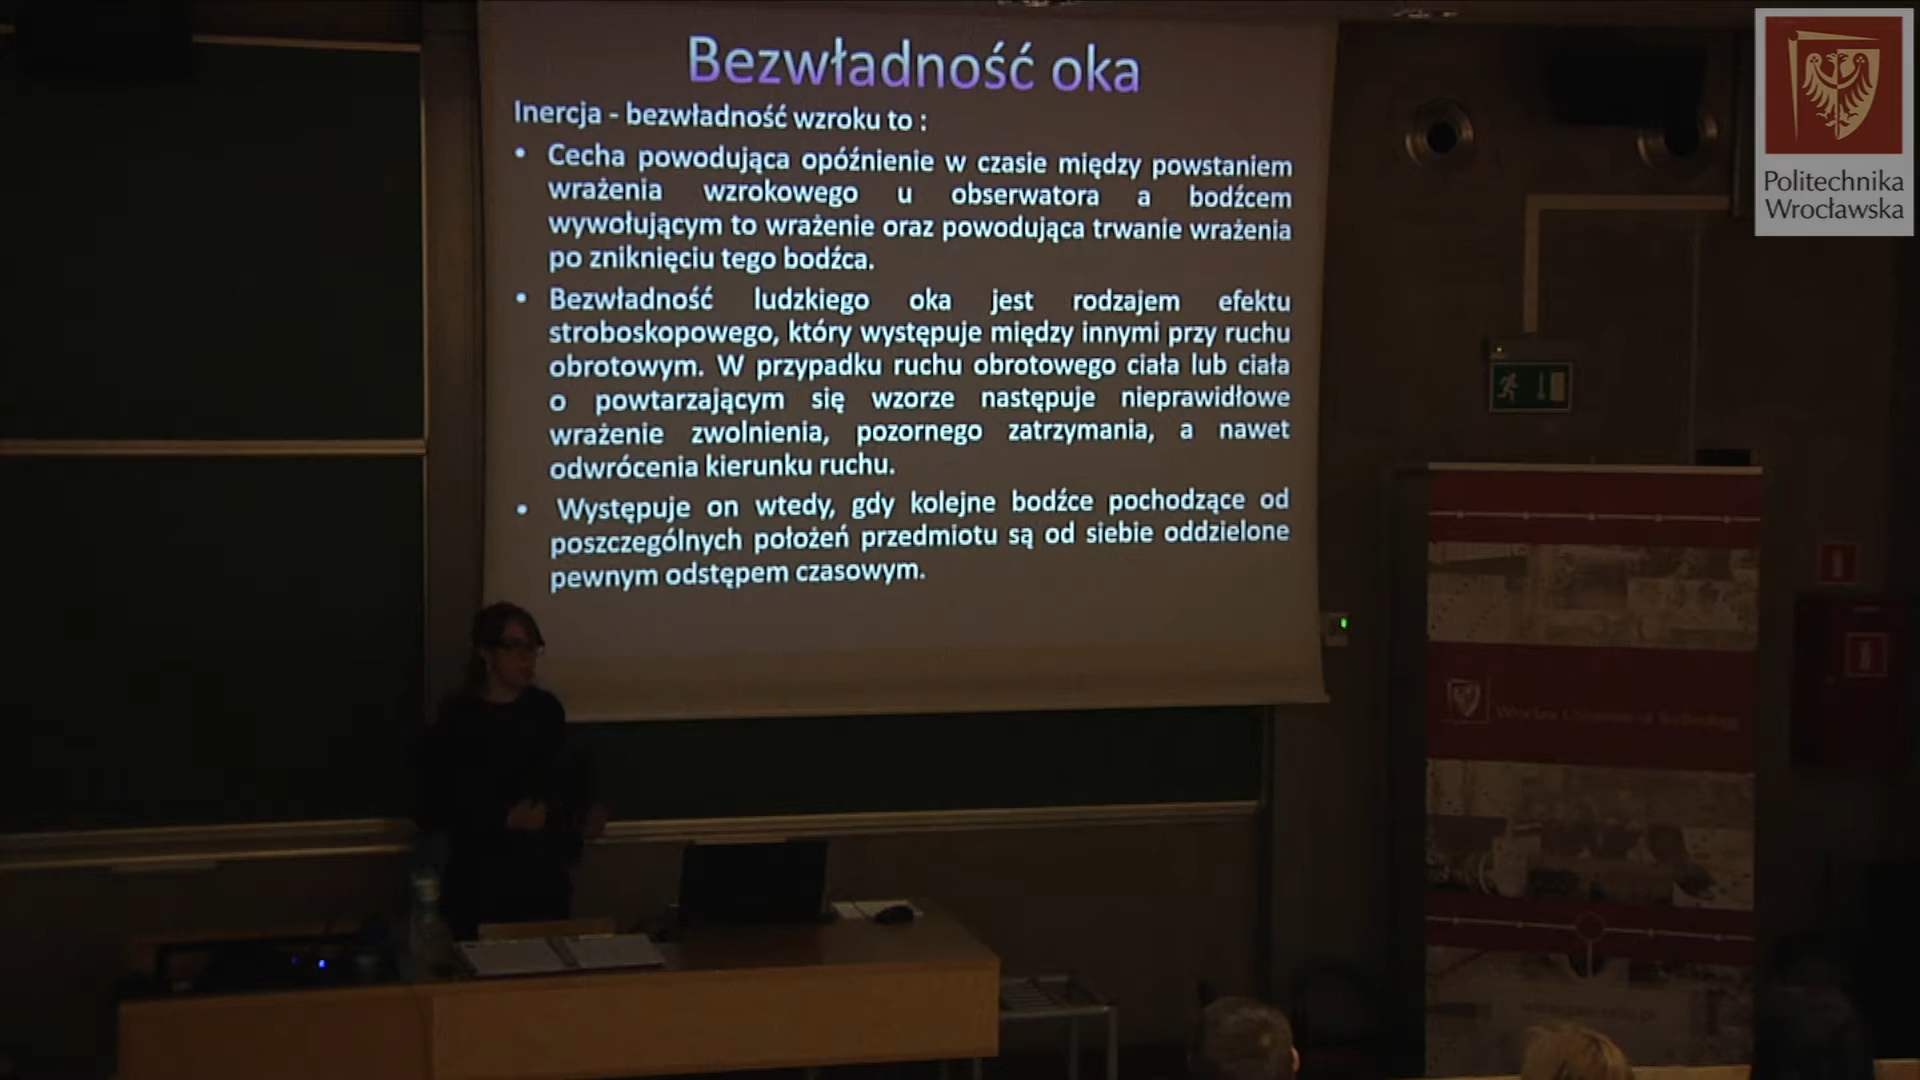 Bezwładność oka
Inercja - bezwładność wzroku to :
• Cecha powodująca opóźnienie w czasie między powstaniem
wrażenia wzrokowego u obserwatora a bodźcem
wywołującym to wrażenie oraz powodująca trwanie wrażenia
po zniknięciu tego bodźca.
• Bezwładność ludzkiego oka jest rodzajem efektu
stroboskopowego, który występuje między innymi przy ruchu
obrotowym. W przypadku ruchu obrotowego ciała lub ciała
o powtarzającym się wzorze następuje nieprawidłowe
wrażenie zwolnienia, pozornego zatrzymania, a nawet
odwrócenia kierunku ruchu.
• Występuje on wtedy, gdy kolejne bodźce pochodzące od
poszczególnych położeń przedmiotu są od siebie oddzielone
pewnym odstępem czasowym.
Politechnika
Wrocławska
Wrocław University of Technology